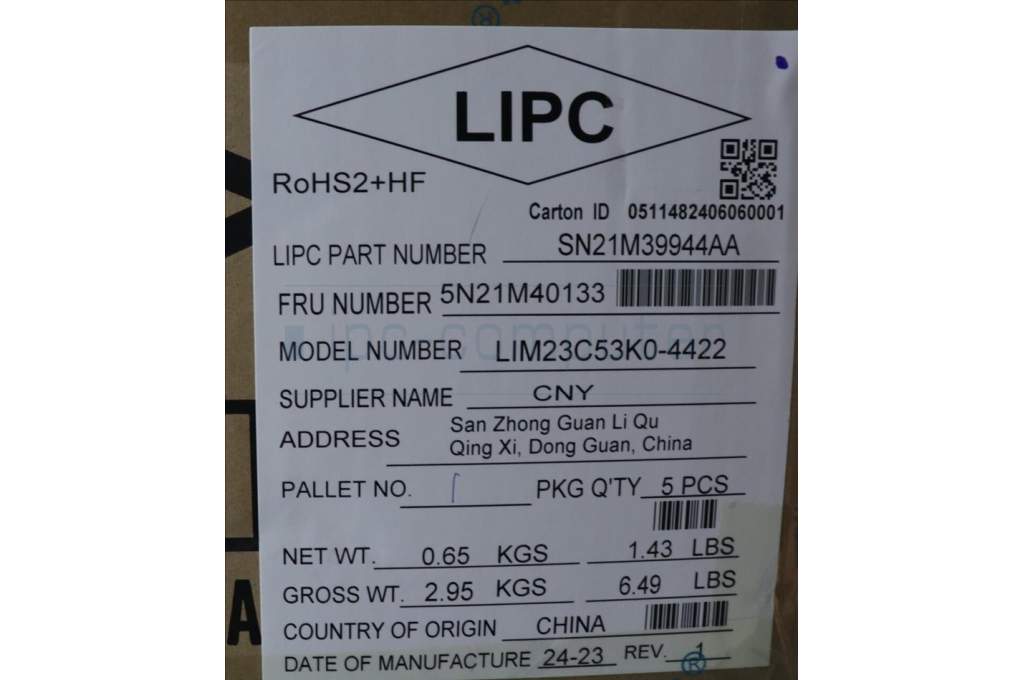 LIPC
RoHS2+HF
Carton ID 0511482406060001
LIPC PART NUMBER SN21M39944AA
FRU NUMBER 5N21M40133
ipc computer
MODEL NUMBER LIM23C53K0-4422
SUPPLIER NAME CNY
ADDRESS San Zhong Guan Li Qu
Qing Xi, Dong Guan, China
PALLET NO. 1 PKG Q'TY 5 PCS
NET WT. 0.65 KGS 1.43 LBS
GROSS WT. 2.95 KGS 6.49 LBS
COUNTRY OF ORIGIN CHINA
DATE OF MANUFACTURE 24-23 REV. 1
A